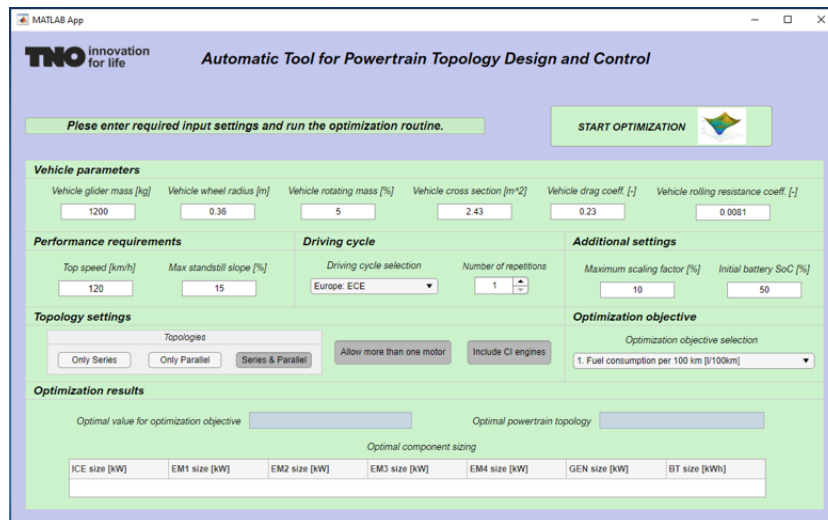 MATLAB App
TNO innovation
for life
Automatic Tool for Powertrain Topology Design and Control
Plese enter required input settings and run the optimization routine.
START OPTIMIZATION
Vehicle parameters
Vehicle glider mass [kg] Vehicle wheel radius [m] Vehicle rotating mass [%] Vehicle cross section [m^2] Vehicle drag coeff. [-] Vehicle rolling resistance coeff. [-]
1200 0.36 5 2.43 0.23 0.0081
Performance requirements Driving cycle Additional settings
Top speed [km/h] Max standstill slope [%] Driving cycle selection Number of repetitions Maximum scaling factor [%] Initial battery SoC [%]
120 15 Europe: ECE 1 10 50
Topology settings Optimization objective
Topologies Optimization objective selection
Only Series Only Parallel Series & Parallel Allow more than one motor Include CI engines 1. Fuel consumption per 100 km [l/100km]
Optimization results
Optimal value for optimization objective Optimal powertrain topology
Optimal component sizing
ICE size [kW] EM1 size [kW] EM2 size [kW] EM3 size [kW] EM4 size [kW] GEN size [kW] BT size [kWh]